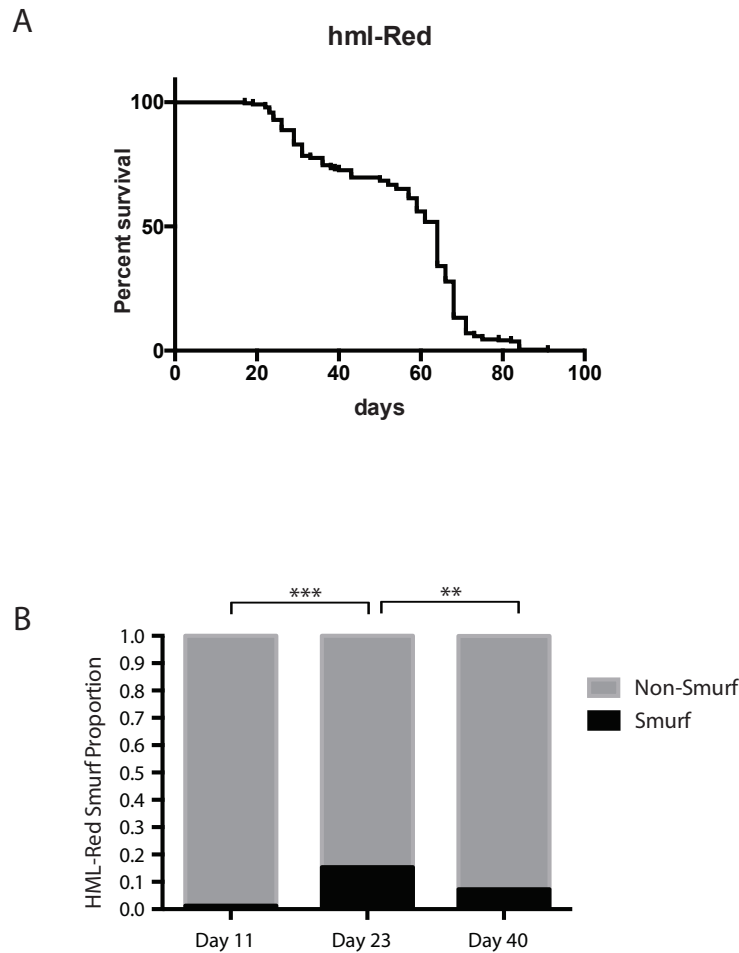 A
hml-Red
Percent survival
100
50
0
0 20 40 60 80 100
days
B
*** **
HML-Red Smurf Proportion
1.0
0.9
0.8
0.7
0.6
0.5
0.4
0.3
0.2
0.1
0.0
Day 11 Day 23 Day 40
Non-Smurf
Smurf